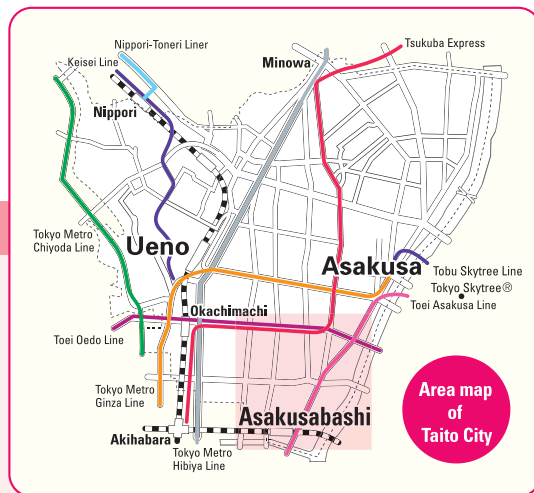 Nippori-Toneri Liner
Tsukuba Express
Keisei Line
Minowa
Nippori
Tokyo Metro
Chiyoda Line
Ueno
Asakusa
Tobu Skytree Line
Tokyo Skytree®
Toei Asakusa Line
Okachimachi
Toei Oedo Line
Tokyo Metro
Ginza Line
Asakusabashi
Area map
of
Taito City
Akihabara
Tokyo Metro
Hibiya Line